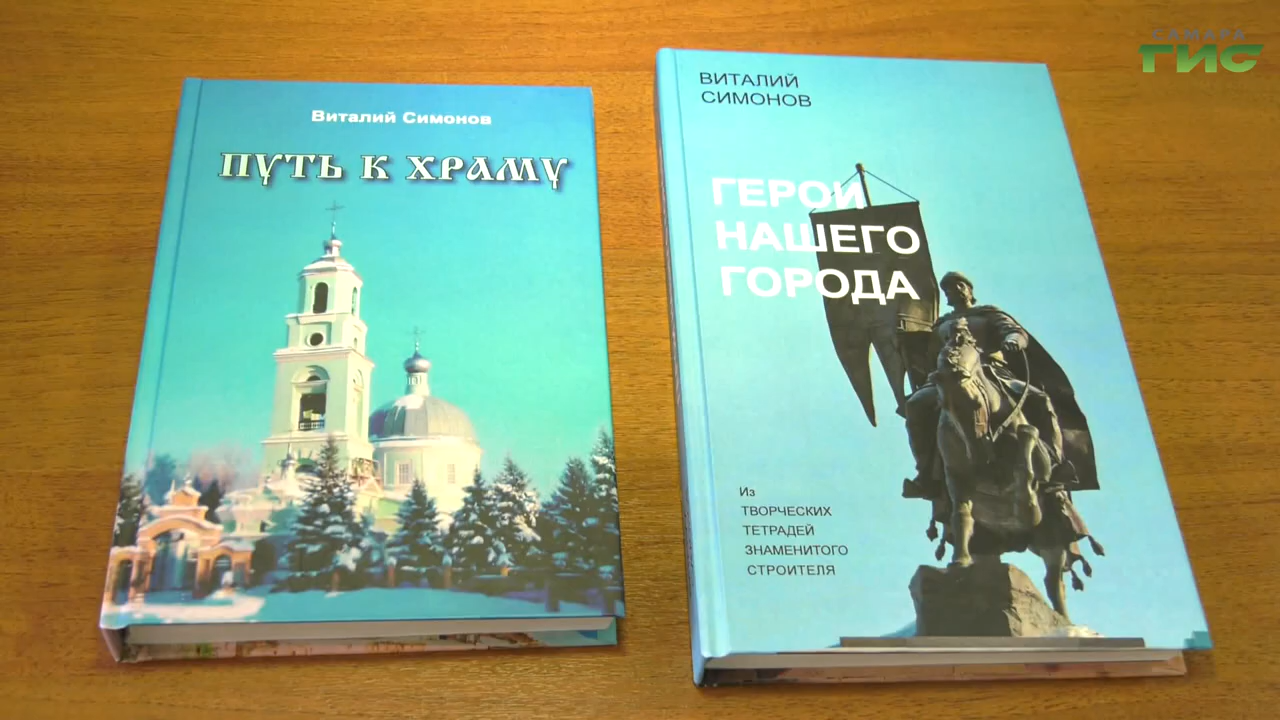 Виталий Симонов
ПУТЬ К ХРАМУ
ВИТАЛИЙ
СИМОНОВ
ГЕРОИ
НАШЕГО
ГОРОДА
Из
ТВОРЧЕСКИХ
ТЕТРАДЕЙ
ЗНАМЕНИТОГО
СТРОИТЕЛЯ
САМАРА
ГИС